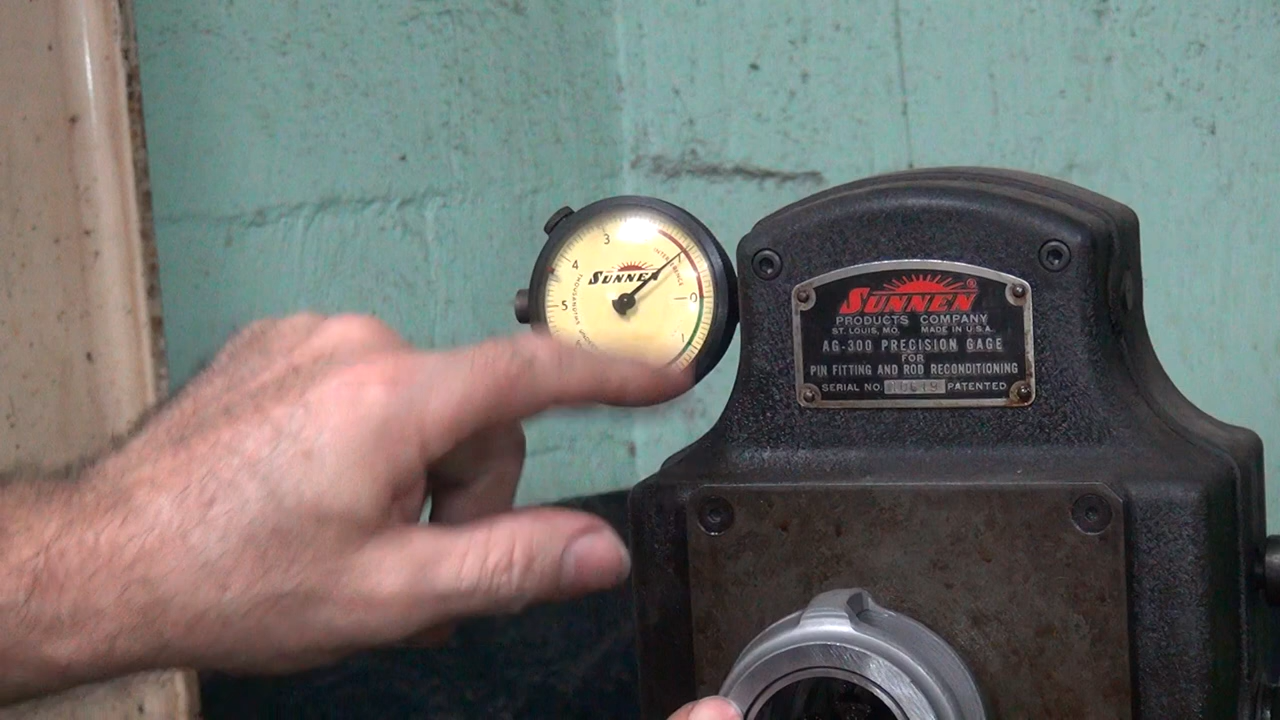 3
4
INTERFERENCE
SUNNEN
5
0
1
SUNNEN®
PRODUCTS COMPANY
ST. LOUIS, MO. MADE IN U.S.A.
AG-300 PRECISION GAGE
FOR
PIN FITTING AND ROD RECONDITIONING
SERIAL NO. PATENTED